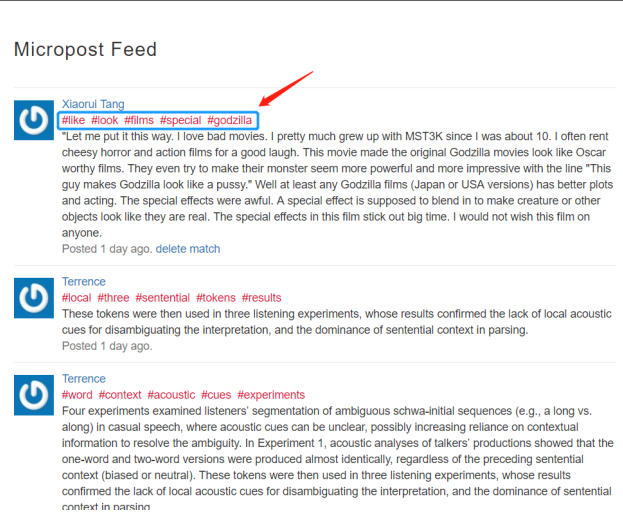 Micropost Feed
Xiaorui Tang
#like #look #films #special #godzilla
"Let me put it this way. I love bad movies. I pretty much grew up with MST3K since I was about 10. I often rent
cheesy horror and action films for a good laugh. This movie made the original Godzilla movies look like Oscar
worthy films. They even try to make their monster seem more powerful and more impressive with the line "This
guy makes Godzilla look like a pussy." Well at least any Godzilla films (Japan or USA versions) has better plots
and acting. The special effects were awful. A special effect is supposed to blend in to make creature or other
objects look like they are real. The special effects in this film stick out big time. I would not wish this film on
anyone.
Posted 1 day ago. delete match
Terrence
#local #three #sentential #tokens #results
These tokens were then used in three listening experiments, whose results confirmed the lack of local acoustic
cues for disambiguating the interpretation, and the dominance of sentential context in parsing.
Posted 1 day ago.
Terrence
#word #context #acoustic #cues #experiments
Four experiments examined listeners' segmentation of ambiguous schwa-initial sequences (e.g., a long vs.
along) in casual speech, where acoustic cues can be unclear, possibly increasing reliance on contextual
information to resolve the ambiguity. In Experiment 1, acoustic analyses of talkers' productions showed that the
one-word and two-word versions were produced almost identically, regardless of the preceding sentential
context (biased or neutral). These tokens were then used in three listening experiments, whose results
confirmed the lack of local acoustic cues for disambiguating the interpretation, and the dominance of sentential
context in parsing.